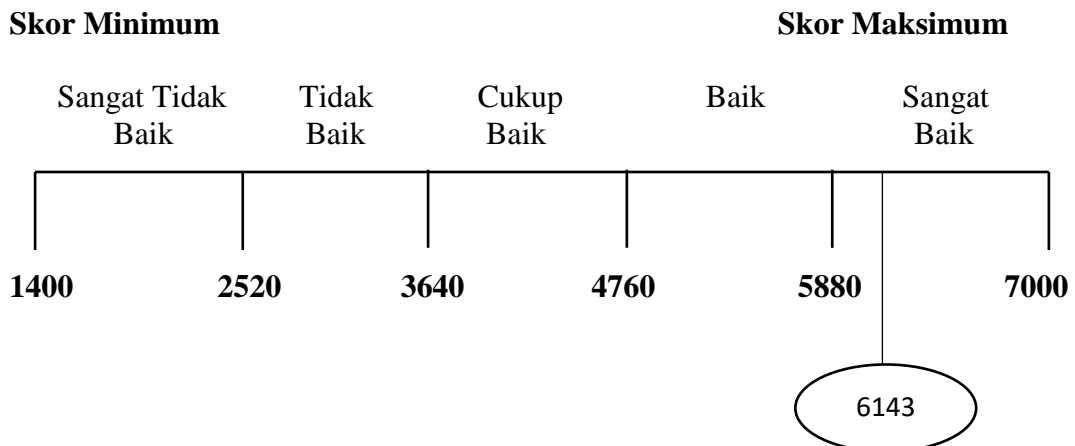 Skor Minimum Skor Maksimum
Sangat Tidak Tidak Cukup Baik Sangat
Baik Baik Baik Baik
1400 2520 3640 4760 5880 7000
6143